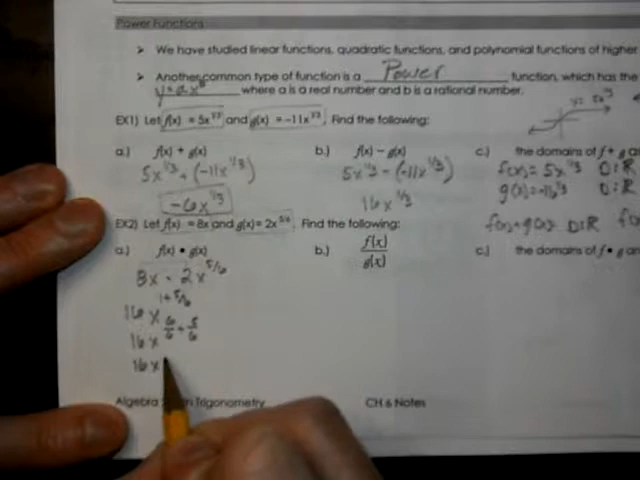 Power Functions
➢ We have studied linear functions, quadratic functions, and polynomial functions of higher
➢ Another common type of function is a Power function, which has the
y=ax^b where a is a real number and b is a rational number.
y = 5x^1/3
EX1) Let f(x) = 5x^1/3 and g(x) = -11x^1/3. Find the following:
a.) f(x) + g(x) b.) f(x) – g(x) c.) the domains of f + g a
5x^1/3 + (-11x^1/3) 5x^1/3 - (-11x^1/3) f(x) = 5x^1/3 D: R
-6x^1/3 16x^1/3 g(x) = -11x^1/3 D: R
f(x)+g(x) D: R
EX2) Let f(x) = 8x and g(x) = 2x^5/6. Find the following:
a.) f(x) • g(x) b.) f(x)/g(x) c.) the domains of f • g a
8x · 2x^5/6
16x^1+5/6
16x^6/6+5/6
16x
Algebra Trigonometry CH 6 Notes